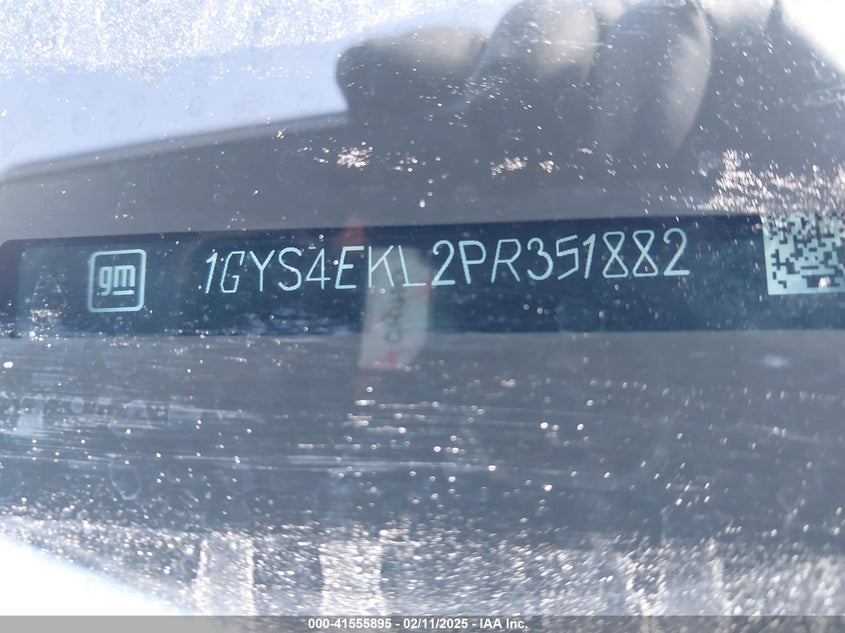 gm 1GYS4EKL2PR351882
000-41555895 - 02/11/2025 - IAA Inc.